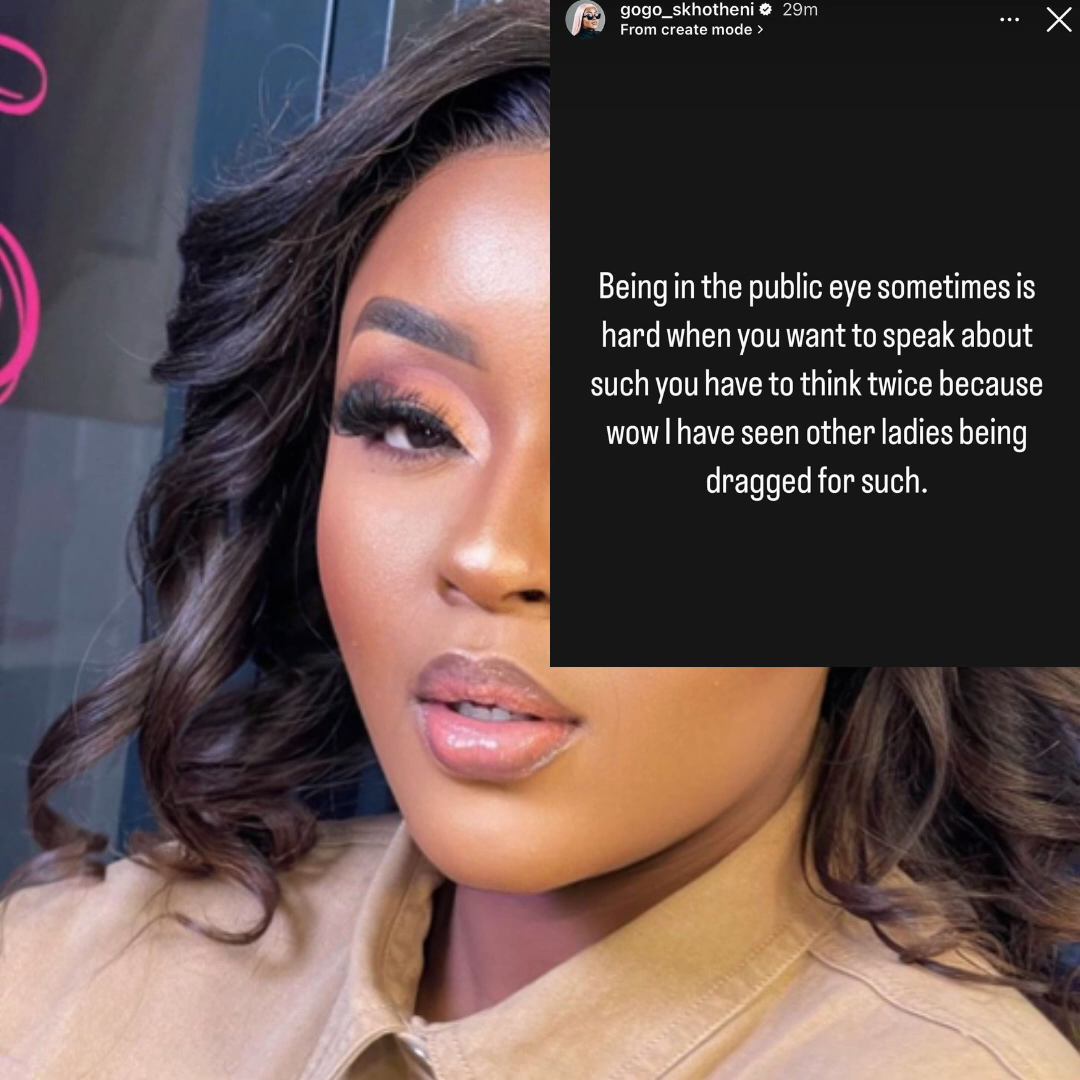 gogo_skhotheni 29m
From create mode >
Being in the public eye sometimes is
hard when you want to speak about
such you have to think twice because
wow I have seen other ladies being
dragged for such.